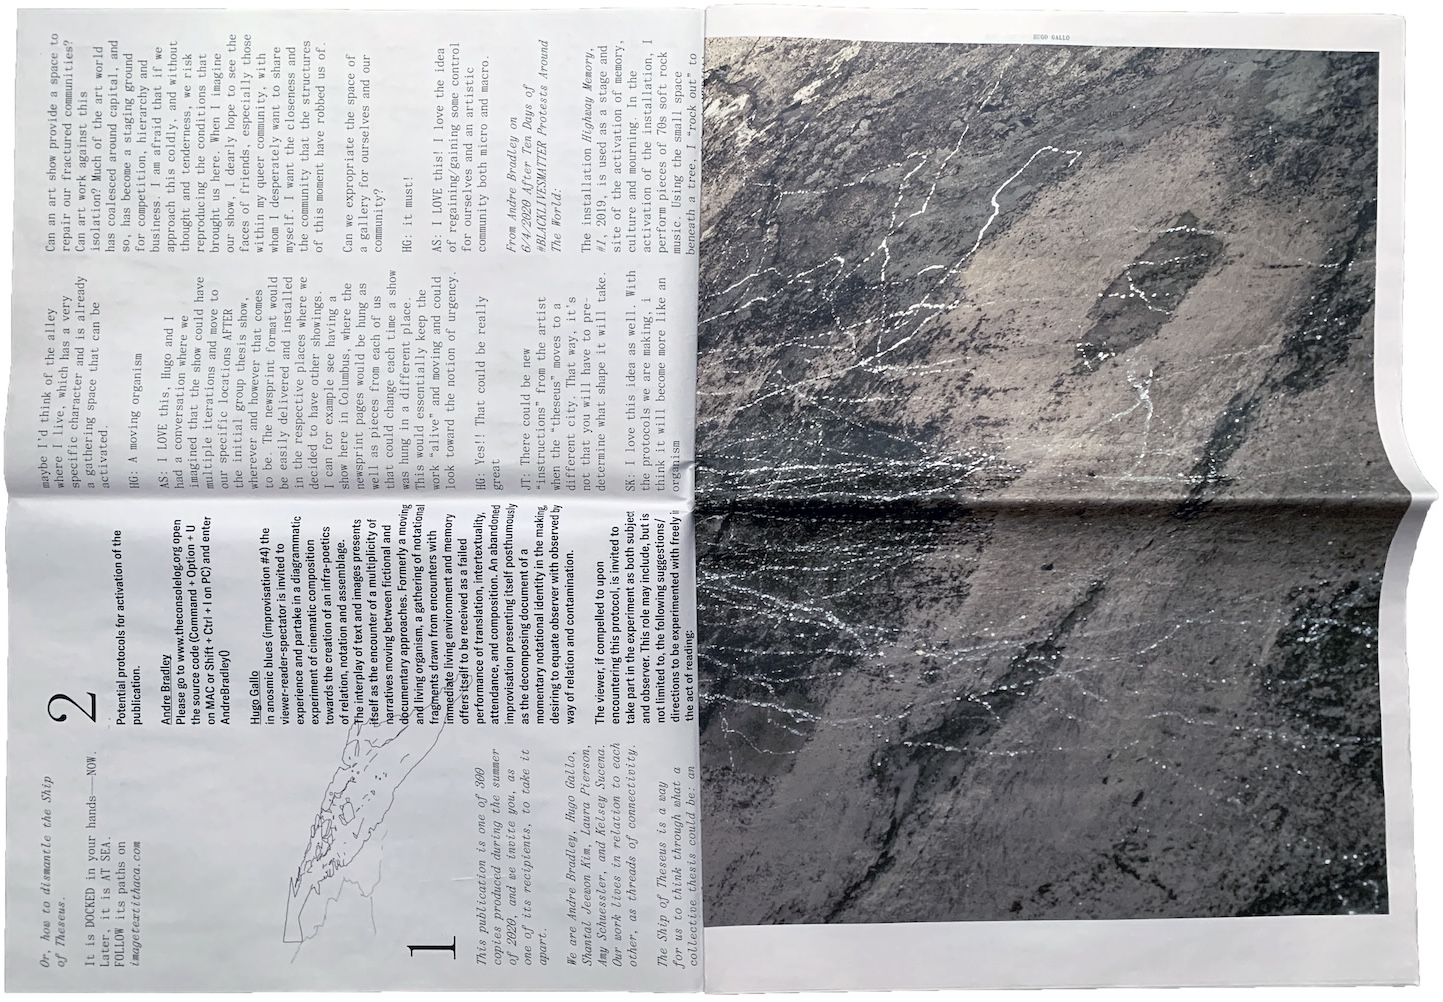 Or, how to dismantle the Ship
of Theseus.
It is DOCKED in your hands—NOW.
Later, it is AT SEA.
FOLLOW its paths on
imagetextithaca.com
1
This publication is one of 300
copies produced during the summer
of 2020, and we invite you, as
one of its recipients, to take it
apart.
We are Andre Bradley, Hugo Gallo,
Shantal Jeewon Kim, Laura Pierson,
Amy Schuessler, and Kelsey Sucena.
Our work lives in relation to each
other, as threads of connectivity.
The Ship of Theseus is a way
for us to think through what a
collective thesis could be: an
2
Potential protocols for activation of the
publication.
Andre Bradley
Please go to www.theconsolelog.org open
the source code (Command + Option + U
on MAC or Shift + Ctrl + I on PC) and enter
AndreBradley()
Hugo Gallo
in anosmic blues (improvisation #4) the
viewer-reader-spectator is invited to
experience and partake in a diagrammatic
experiment of cinematic composition
towards the creation of an infra-poetics
of relation, notation and assemblage.
The interplay of text and images presents
itself as the encounter of a multiplicity of
narratives moving between fictional and
documentary approaches. Formerly a moving
and living organism, a gathering of notational
fragments drawn from encounters with
immediate living environment and memory
offers itself to be received as a failed
performance of translation, intertextuality,
attendance, and composition. An abandoned
improvisation presenting itself posthumously
as the decomposing document of a
momentary notational identity in the making,
desiring to equate observer with observed by
way of relation and contamination.
The viewer, if compelled to upon
encountering this protocol, is invited to
take part in the experiment as both subject
and observer. This role may include, but is
not limited to, the following suggestions/
directions to be experimented with freely in
the act of reading:
maybe I'd think of the alley
where I live, which has a very
specific character and is already
a gathering space that can be
activated.
HG: A moving organism
AS: I LOVE this, Hugo and I
had a conversation where we
imagined that the show could have
multiple iterations and move to
our specific locations AFTER
the initial group thesis show,
wherever and however that comes
to be. The newsprint format would
be easily delivered and installed
in the respective places where we
decided to have other showings.
I can for example see having a
show here in Columbus, where the
newsprint pages would be hung as
well as pieces from each of us
that could change each time a show
was hung in a different place.
This would essentially keep the
work "alive" and moving and could
look toward the notion of urgency.
HG: Yes!! That could be really
great
JT: There could be new
"instructions" from the artist
when the "theseus" moves to a
different city. That way, it's
not that you will have to pre-
determine what shape it will take.
SK: I love this idea as well. With
the protocols we are making, i
think it will become more like an
organism
Can an art show provide a space to
repair our fractured communities?
Can art work against this
isolation? Much of the art world
has coalesced around capital, and
so, has become a staging ground
for competition, hierarchy and
business. I am afraid that if we
approach this coldly, and without
thought and tenderness, we risk
reproducing the conditions that
brought us here. When I imagine
our show, I dearly hope to see the
faces of friends, especially those
within my queer community, with
whom I desperately want to share
myself. I want the closeness and
the community that the structures
of this moment have robbed us of.
Can we expropriate the space of
a gallery for ourselves and our
community?
HG: it must!
AS: I LOVE this! I love the idea
of regaining/gaining some control
for ourselves and an artistic
community both micro and macro.
From Andre Bradley on
6/4/2020 After Ten Days of
#BLACKLIVESMATTER Protests Around
The World:
The installation Highway Memory,
#1, 2019, is used as a stage and
site of the activation of memory,
culture and mourning. In the
activation of the installation, I
perform pieces of 70s soft rock
music. Using the small space
beneath a tree, I "rock out" to
HUGO GALLO